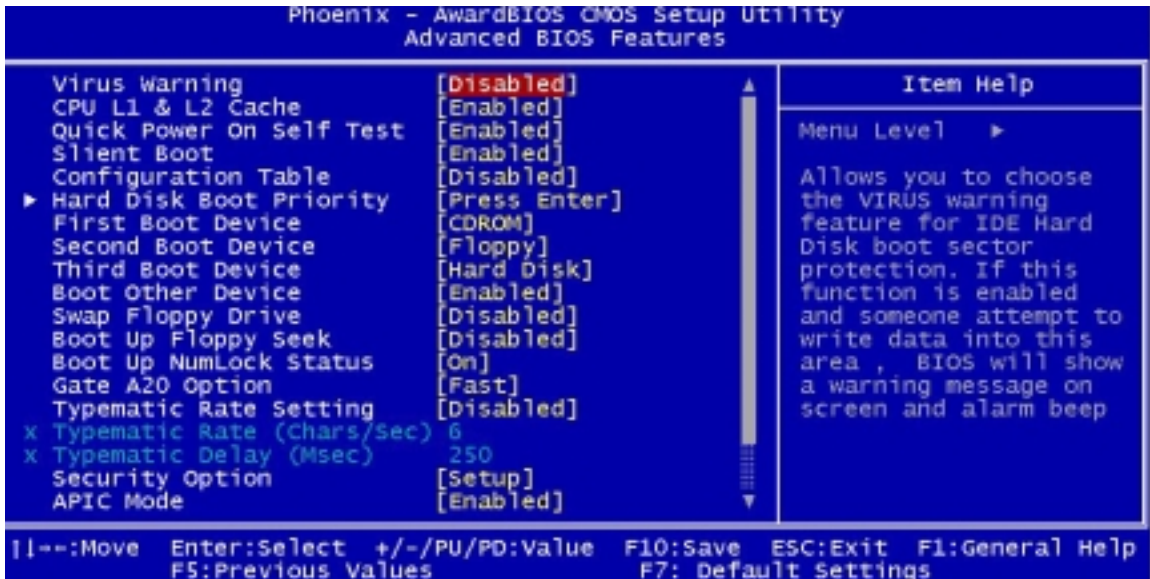 Phoenix - AwardBIOS CMOS Setup Utility
Advanced BIOS Features
Virus Warning [Disabled]
CPU L1 & L2 Cache [Enabled]
Quick Power On Self Test [Enabled]
Slient Boot [Enabled]
Configuration Table [Disabled]
► Hard Disk Boot Priority [Press Enter]
First Boot Device [CDROM]
Second Boot Device [Floppy]
Third Boot Device [Hard Disk]
Boot Other Device [Enabled]
Swap Floppy Drive [Disabled]
Boot Up Floppy Seek [Disabled]
Boot Up NumLock Status [On]
Gate A20 Option [Fast]
Typematic Rate Setting [Disabled]
x Typematic Rate (Chars/Sec) 6
x Typematic Delay (Msec) 250
Security Option [Setup]
APIC Mode [Enabled]
Item Help
Menu Level ►
Allows you to choose
the VIRUS warning
feature for IDE Hard
Disk boot sector
protection. If this
function is enabled
and someone attempt to
write data into this
area , BIOS will show
a warning message on
screen and alarm beep
↑↓→←:Move Enter:Select +/-/PU/PD:Value F10:Save ESC:Exit F1:General Help
F5:Previous Values F7: Default Settings